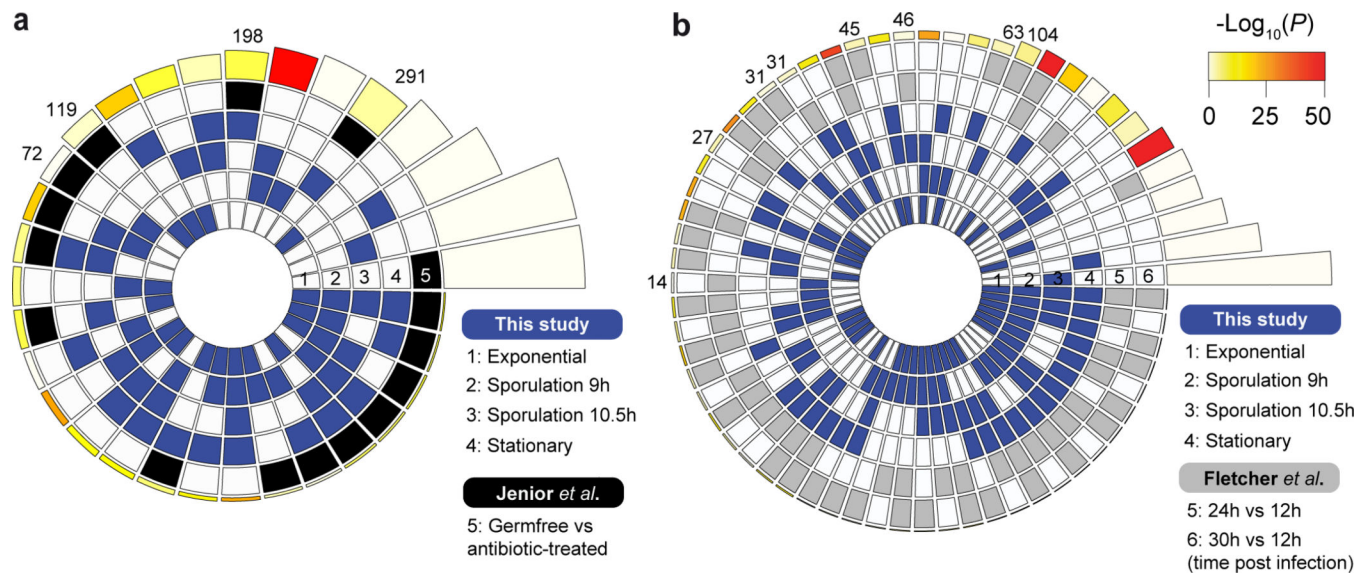 a
198
291
119
72
1 2 3 4 5
This study
1: Exponential
2: Sporulation 9h
3: Sporulation 10.5h
4: Stationary
Jenior et al.
5: Germfree vs
antibiotic-treated
b
45
46
63
104
31
31
27
14
1 2 3 4 5 6
-Log10(P)
0 25 50
This study
1: Exponential
2: Sporulation 9h
3: Sporulation 10.5h
4: Stationary
Fletcher et al.
5: 24h vs 12h
6: 30h vs 12h
(time post infection)